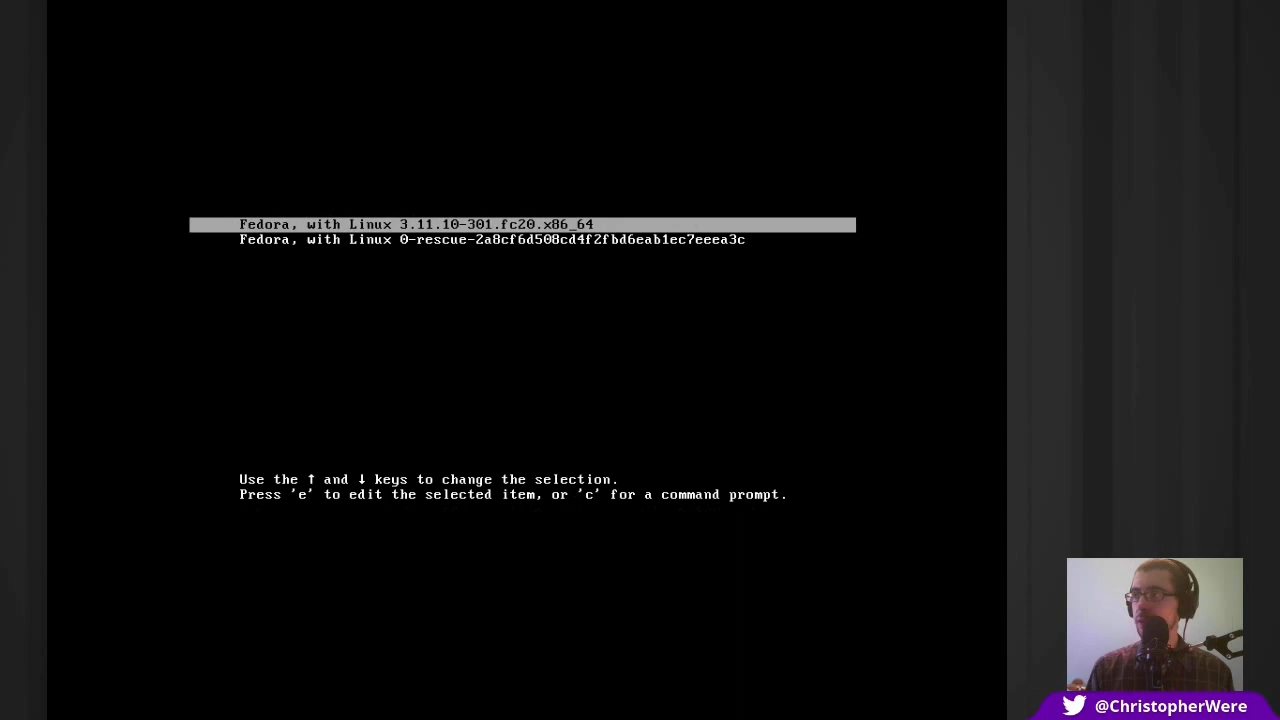 Fedora, with Linux 3.11.10-301.fc20.x86_64
Fedora, with Linux 0-rescue-2a8cf6d508cd4f2fbd6eab1ec7eeea3c
Use the ↑ and ↓ keys to change the selection.
Press 'e' to edit the selected item, or 'c' for a command prompt.
@ChristopherWere